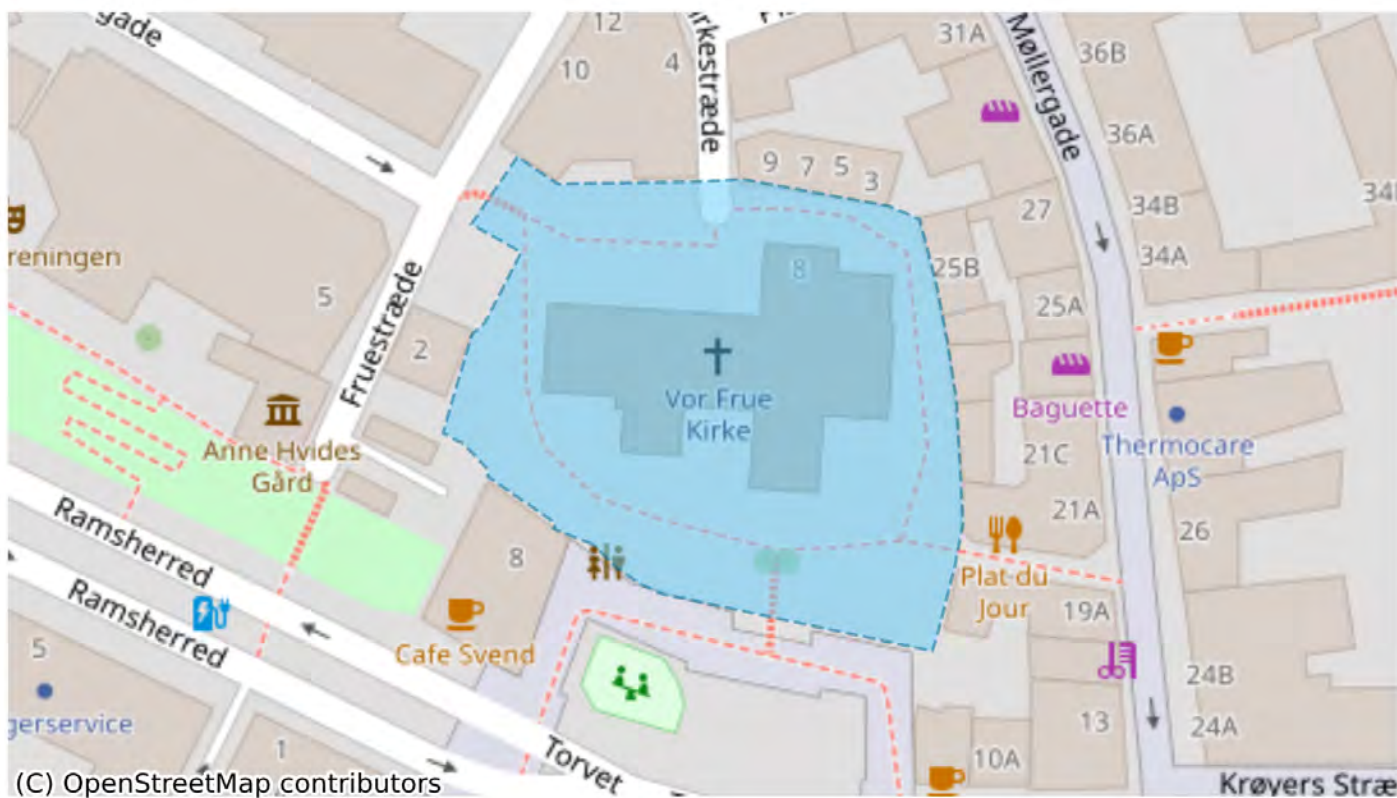 gade
12
10
4
rkestræde
31A
Møllergade
36B
36A
9
7
5
3
27
34B
34A
25B
8
reningen
5
Fruestræde
2
25A
Vor Frue
Kirke
Baguette
Thermocare
ApS
Anne Hvides
Gård
21C
21A
26
Ramsherred
8
Plat du
Jour
19A
Ramsherred
Cafe Svend
5
24B
gerservice
13
24A
1
Torvet
10A
Krøyers Stræ
(C) OpenStreetMap contributors